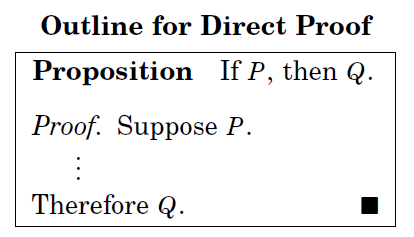 Outline for Direct Proof
Proposition If P, then Q.
Proof. Suppose P.
⋮
Therefore Q. ■